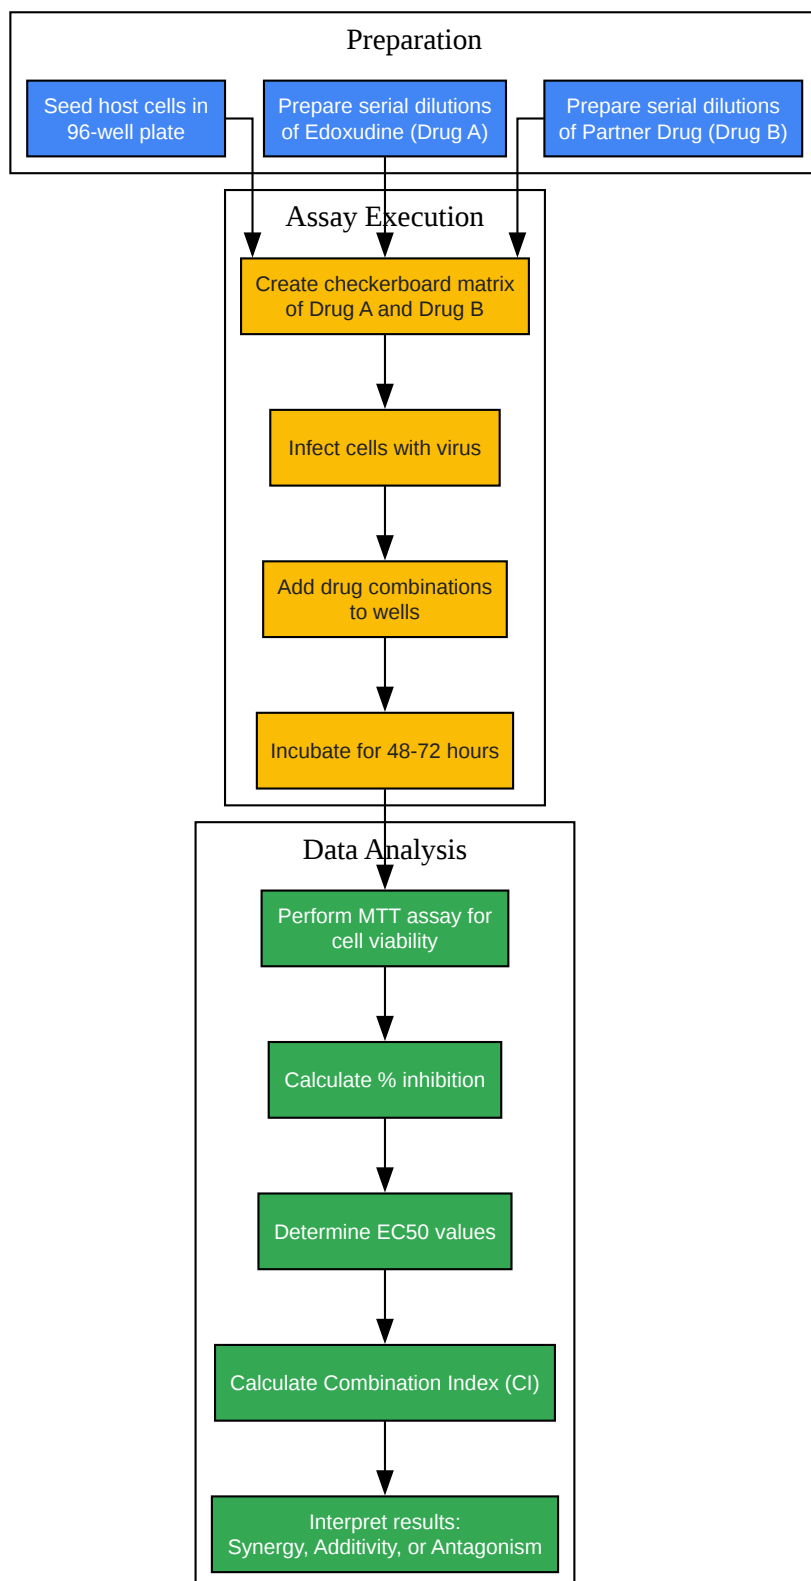 Preparation
Seed host cells in
96-well plate
Prepare serial dilutions
of Edoxudine (Drug A)
Prepare serial dilutions
of Partner Drug (Drug B)
Assay Execution
Create checkerboard matrix
of Drug A and Drug B
Infect cells with virus
Add drug combinations
to wells
Incubate for 48-72 hours
Data Analysis
Perform MTT assay for
cell viability
Calculate % inhibition
Determine EC50 values
Calculate Combination Index (CI)
Interpret results:
Synergy, Additivity, or Antagonism